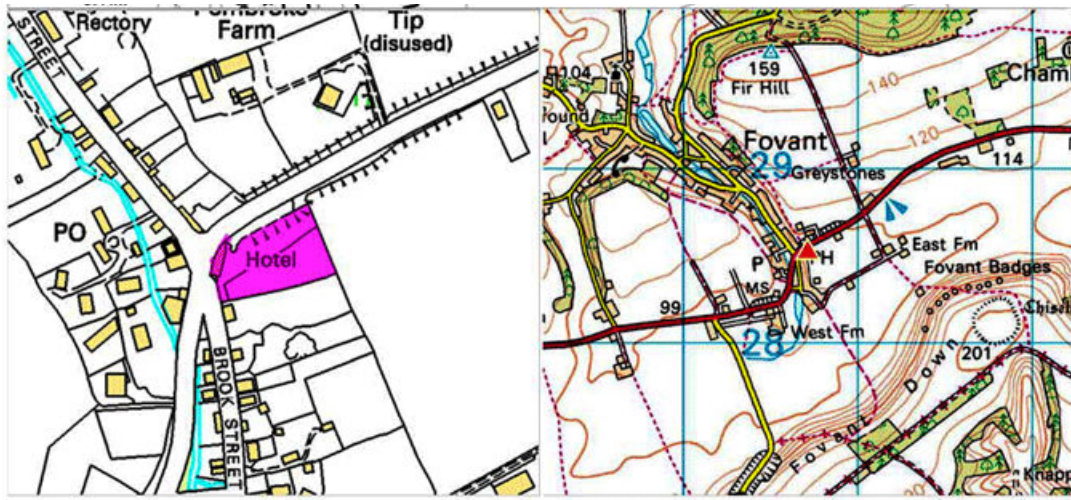 STREET
Rectory
Farm
Tip
(disused)
PO
Hotel
BROOK STREET
104
159
Fir Hill
140
120
Fovant
29
Greystones
114
P
H
East Fm
Fovant Badges
MS
99
West Fm
28
201
Fovant Down